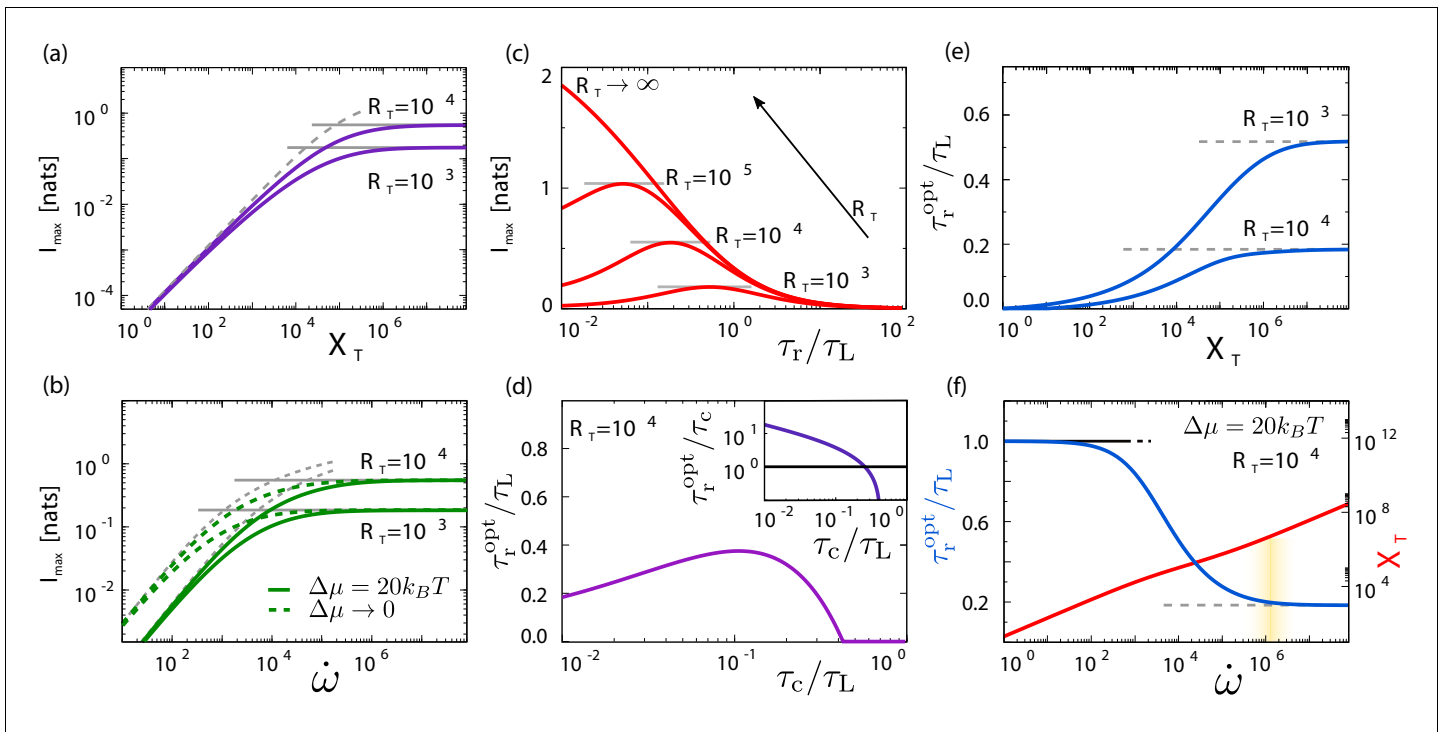 (a)
I_max [nats]
10^0
10^-2
10^-4
R_T=10^4
R_T=10^3
10^0 10^2 10^4 10^6
X_T
(b)
I_max [nats]
10^0
10^-1
10^-2
R_T=10^4
R_T=10^3
Δμ = 20k_BT
Δμ → 0
10^2 10^4 10^6
ω̇
(c)
I_max [nats]
2
1
0
R_T → ∞
R_T=10^5
R_T=10^4
R_T=10^3
R_T
10^-2 10^0 10^2
τ_r/τ_L
(d)
τ_r^opt/τ_L
0.8
0.6
0.4
0.2
0.0
R_T=10^4
τ_r^opt/τ_c
10^1
10^0
10^-2 10^-1 10^0
τ_c/τ_L
10^-2 10^-1 10^0
τ_c/τ_L
(e)
τ_r^opt/τ_L
0.6
0.4
0.2
0.0
R_T=10^3
R_T=10^4
10^0 10^2 10^4 10^6
X_T
(f)
τ_r^opt/τ_L
1.0
0.6
0.4
0.2
Δμ = 20k_BT
R_T=10^4
10^12
10^8
10^4
X_T
10^0 10^2 10^4 10^6
ω̇